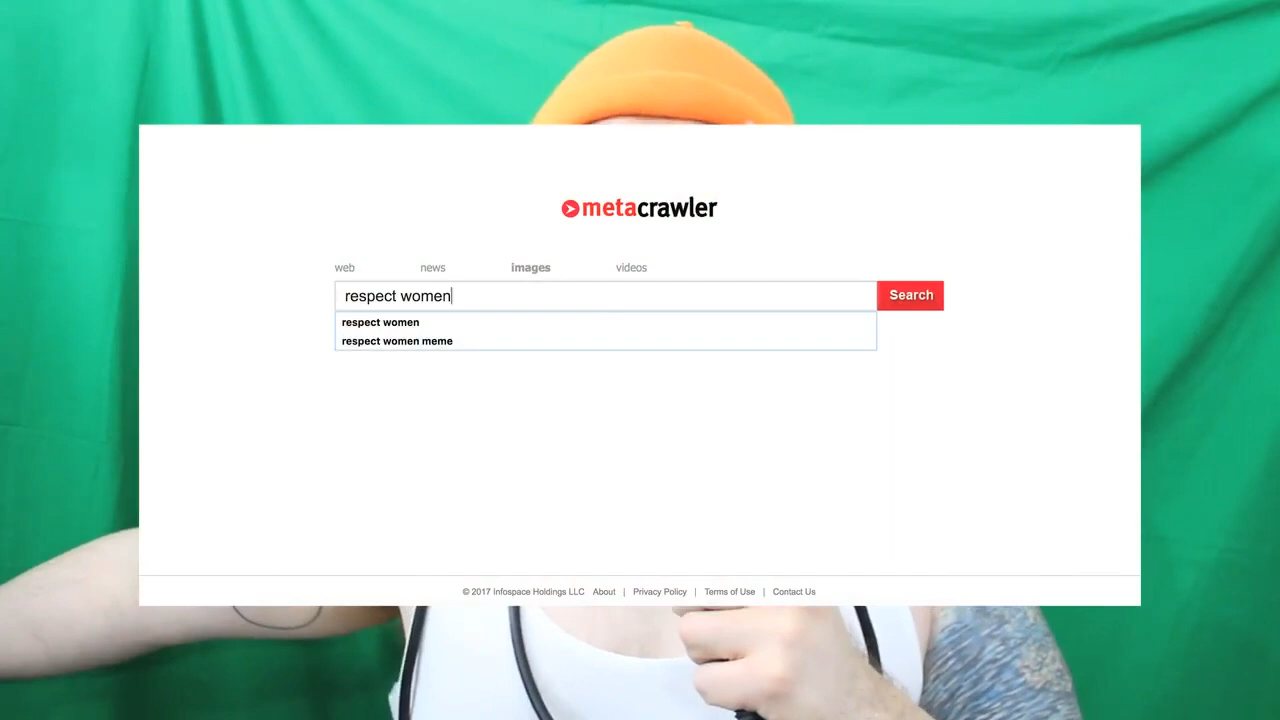 metacrawler
web news images videos
respect women
Search
respect women
respect women meme
© 2017 Infospace Holdings LLC About | Privacy Policy | Terms of Use | Contact Us